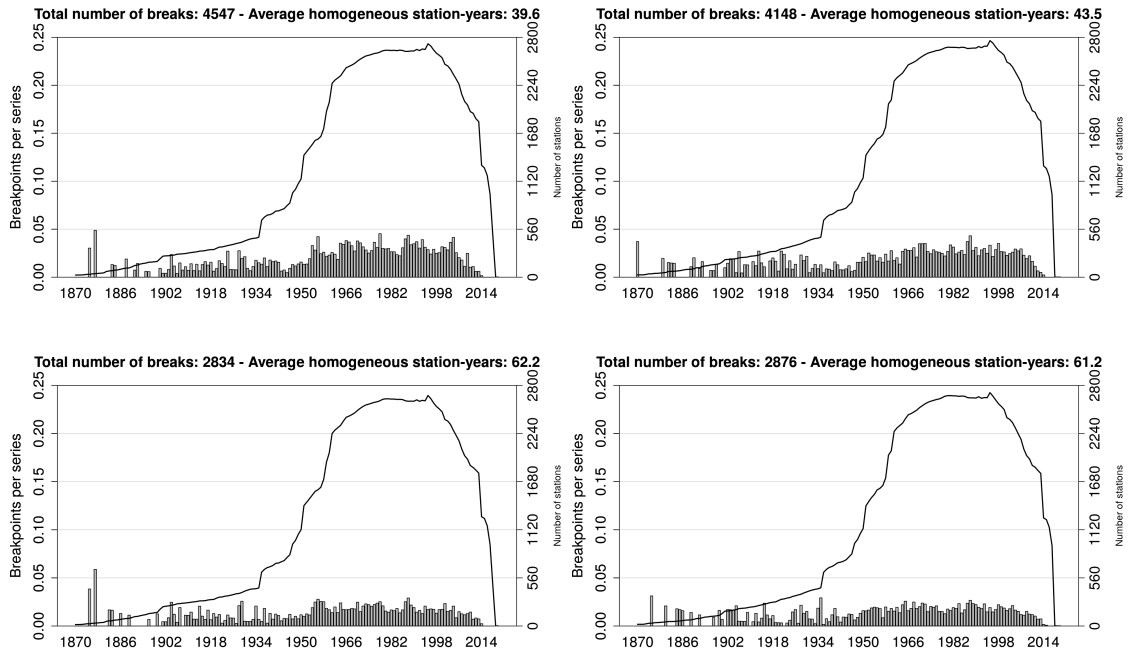 Total number of breaks: 4547 - Average homogeneous station-years: 39.6
Breakpoints per series
0.00 0.05 0.10 0.15 0.20 0.25
0 560 1120 1680 2240 2800
Number of stations
1870 1886 1902 1918 1934 1950 1966 1982 1998 2014
Total number of breaks: 4148 - Average homogeneous station-years: 43.5
Breakpoints per series
0.00 0.05 0.10 0.15 0.20 0.25
0 560 1120 1680 2240 2800
Number of stations
1870 1886 1902 1918 1934 1950 1966 1982 1998 2014
Total number of breaks: 2834 - Average homogeneous station-years: 62.2
Breakpoints per series
0.00 0.05 0.10 0.15 0.20 0.25
0 560 1120 1680 2240 2800
Number of stations
1870 1886 1902 1918 1934 1950 1966 1982 1998 2014
Total number of breaks: 2876 - Average homogeneous station-years: 61.2
Breakpoints per series
0.00 0.05 0.10 0.15 0.20 0.25
0 560 1120 1680 2240 2800
Number of stations
1870 1886 1902 1918 1934 1950 1966 1982 1998 2014